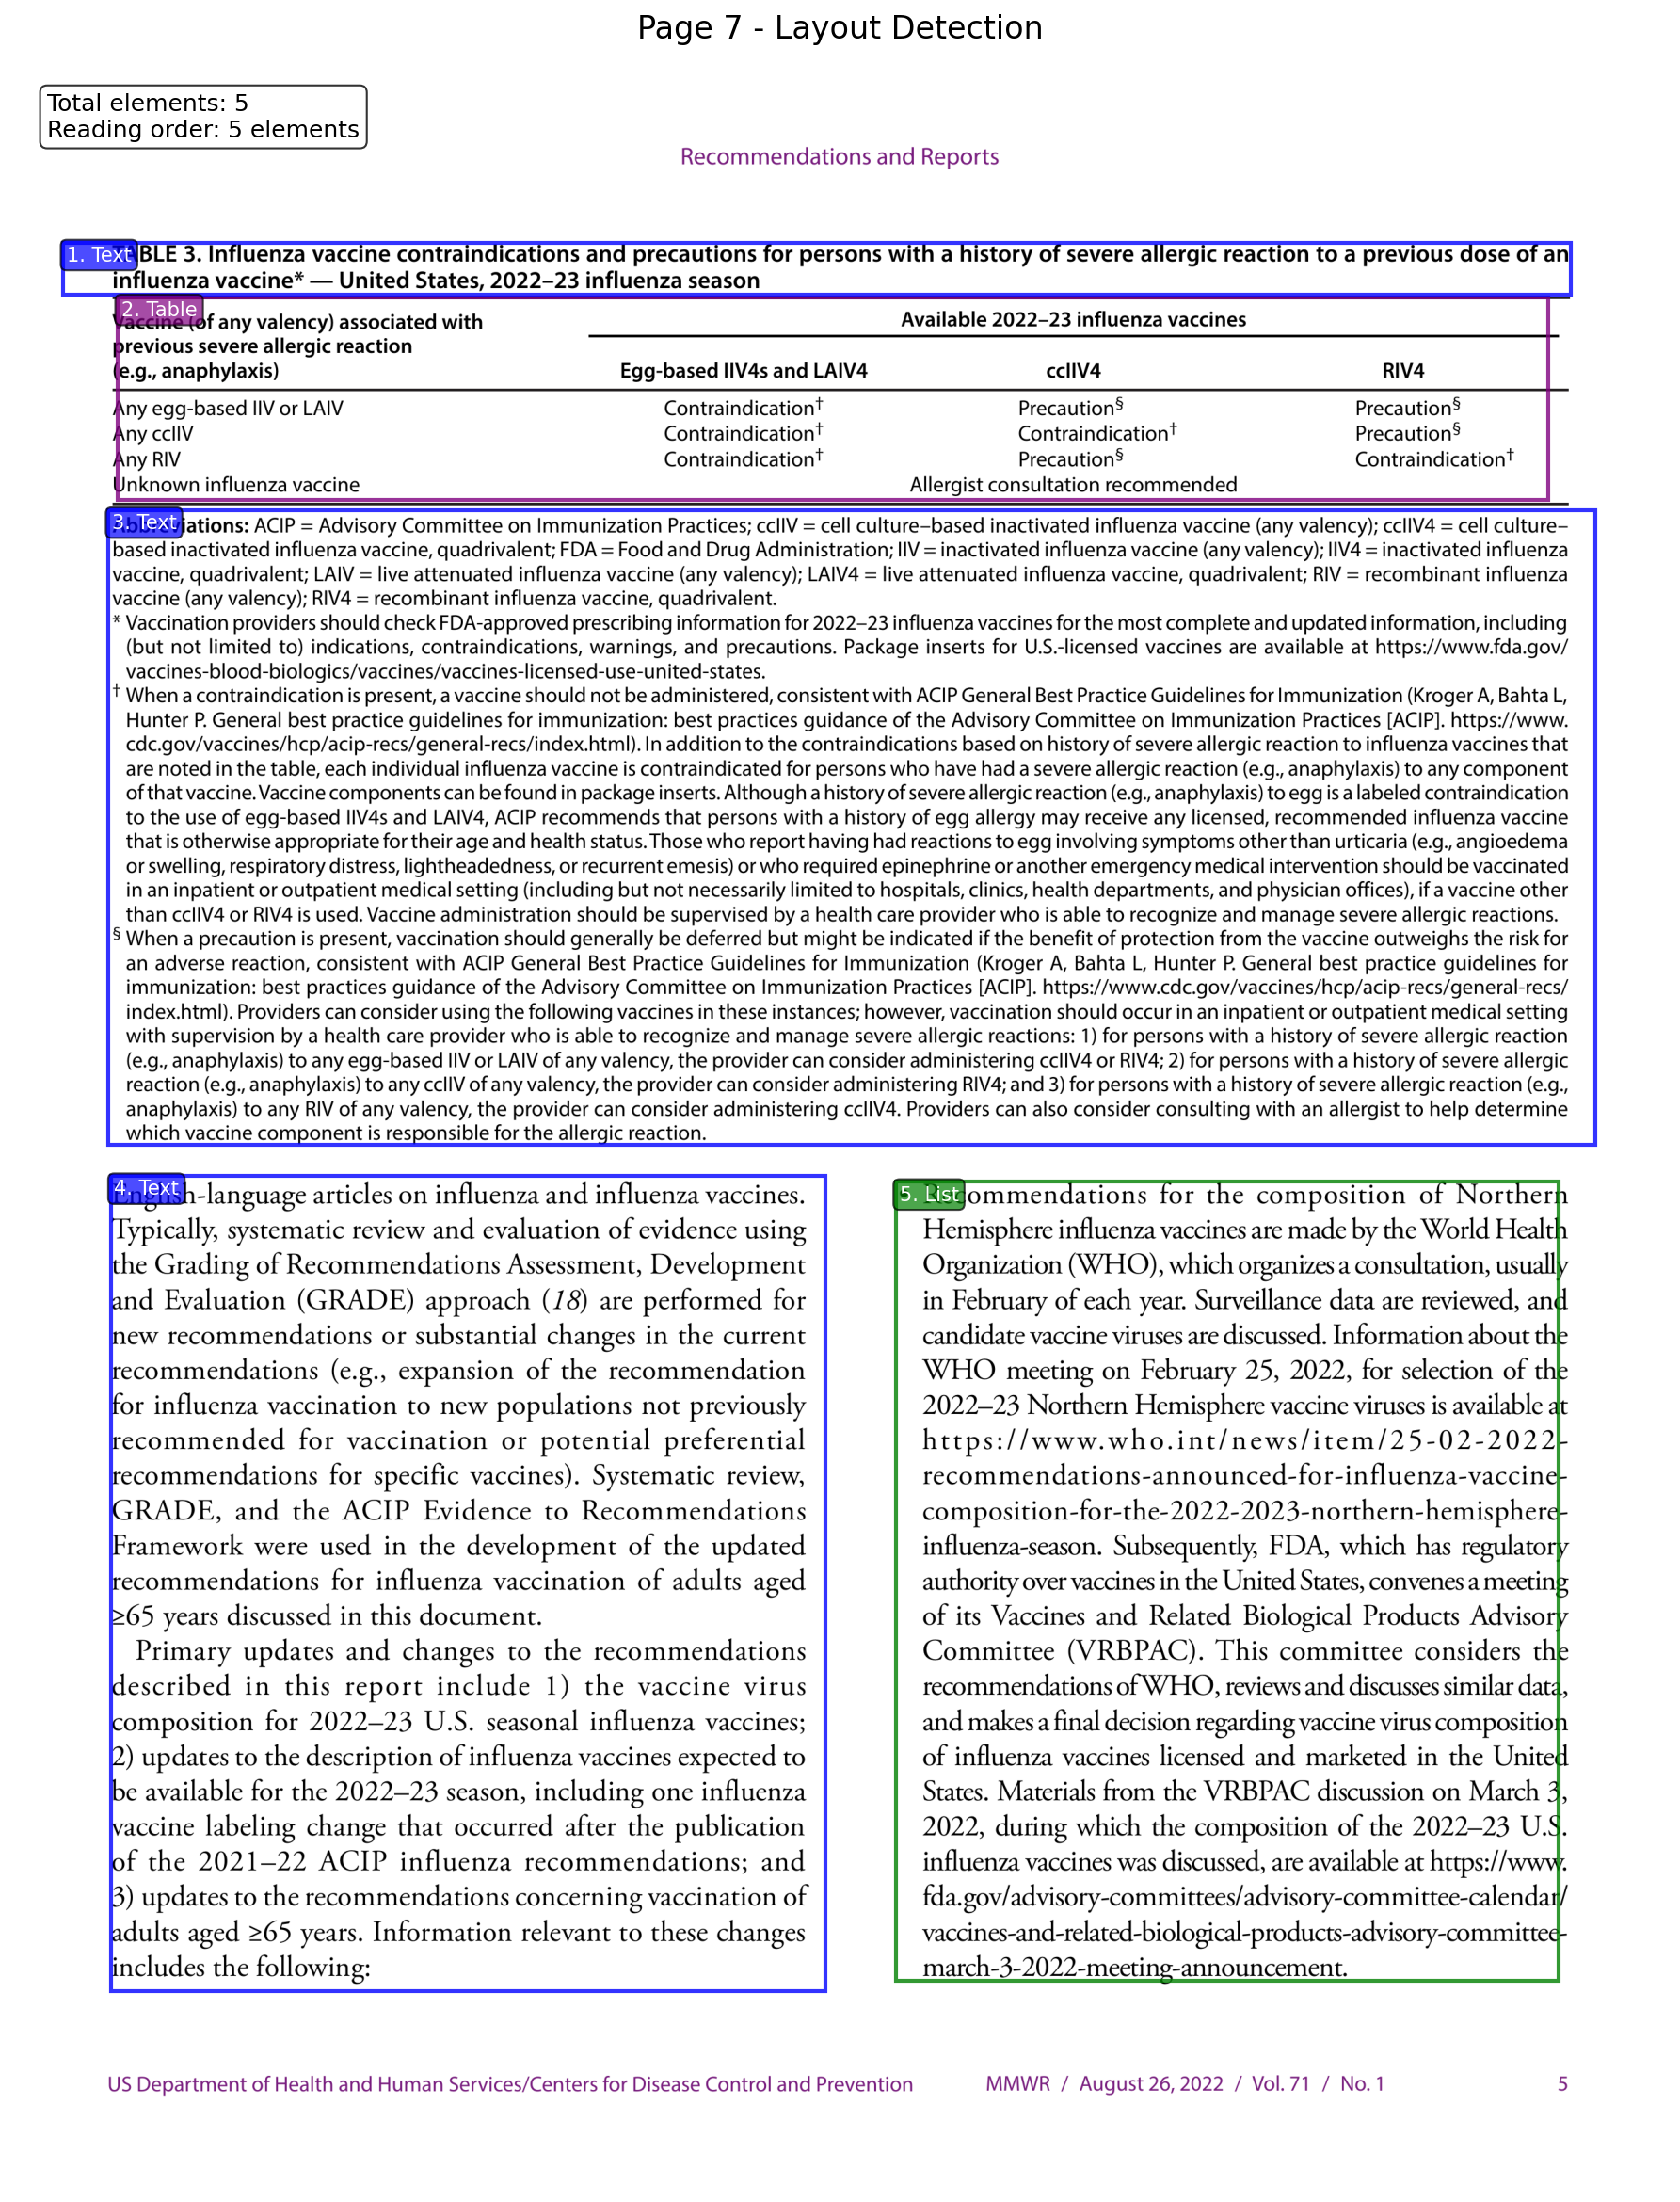 Page 7 - Layout Detection
Total elements: 5
Reading order: 5 elements
Recommendations and Reports
1. Text
TABLE 3. Influenza vaccine contraindications and precautions for persons with a history of severe allergic reaction to a previous dose of an
influenza vaccine* — United States, 2022–23 influenza season
2. Table
Vaccine (of any valency) associated with
previous severe allergic reaction
(e.g., anaphylaxis)
Available 2022–23 influenza vaccines
Egg-based IIV4s and LAIV4 ccIIV4 RIV4
Any egg-based IIV or LAIV Contraindication† Precaution§ Precaution§
Any ccIIV Contraindication† Contraindication† Precaution§
Any RIV Contraindication† Precaution§ Contraindication†
Unknown influenza vaccine Allergist consultation recommended
3. Text
Abbreviations: ACIP = Advisory Committee on Immunization Practices; ccIIV = cell culture–based inactivated influenza vaccine (any valency); ccIIV4 = cell culture–
based inactivated influenza vaccine, quadrivalent; FDA = Food and Drug Administration; IIV = inactivated influenza vaccine (any valency); IIV4 = inactivated influenza
vaccine, quadrivalent; LAIV = live attenuated influenza vaccine (any valency); LAIV4 = live attenuated influenza vaccine, quadrivalent; RIV = recombinant influenza
vaccine (any valency); RIV4 = recombinant influenza vaccine, quadrivalent.
* Vaccination providers should check FDA-approved prescribing information for 2022–23 influenza vaccines for the most complete and updated information, including
(but not limited to) indications, contraindications, warnings, and precautions. Package inserts for U.S.-licensed vaccines are available at https://www.fda.gov/
vaccines-blood-biologics/vaccines/vaccines-licensed-use-united-states.
† When a contraindication is present, a vaccine should not be administered, consistent with ACIP General Best Practice Guidelines for Immunization (Kroger A, Bahta L,
Hunter P. General best practice guidelines for immunization: best practices guidance of the Advisory Committee on Immunization Practices [ACIP]. https://www.
cdc.gov/vaccines/hcp/acip-recs/general-recs/index.html). In addition to the contraindications based on history of severe allergic reaction to influenza vaccines that
are noted in the table, each individual influenza vaccine is contraindicated for persons who have had a severe allergic reaction (e.g., anaphylaxis) to any component
of that vaccine. Vaccine components can be found in package inserts. Although a history of severe allergic reaction (e.g., anaphylaxis) to egg is a labeled contraindication
to the use of egg-based IIV4s and LAIV4, ACIP recommends that persons with a history of egg allergy may receive any licensed, recommended influenza vaccine
that is otherwise appropriate for their age and health status. Those who report having had reactions to egg involving symptoms other than urticaria (e.g., angioedema
or swelling, respiratory distress, lightheadedness, or recurrent emesis) or who required epinephrine or another emergency medical intervention should be vaccinated
in an inpatient or outpatient medical setting (including but not necessarily limited to hospitals, clinics, health departments, and physician offices), if a vaccine other
than ccIIV4 or RIV4 is used. Vaccine administration should be supervised by a health care provider who is able to recognize and manage severe allergic reactions.
§ When a precaution is present, vaccination should generally be deferred but might be indicated if the benefit of protection from the vaccine outweighs the risk for
an adverse reaction, consistent with ACIP General Best Practice Guidelines for Immunization (Kroger A, Bahta L, Hunter P. General best practice guidelines for
immunization: best practices guidance of the Advisory Committee on Immunization Practices [ACIP]. https://www.cdc.gov/vaccines/hcp/acip-recs/general-recs/
index.html). Providers can consider using the following vaccines in these instances; however, vaccination should occur in an inpatient or outpatient medical setting
with supervision by a health care provider who is able to recognize and manage severe allergic reactions: 1) for persons with a history of severe allergic reaction
(e.g., anaphylaxis) to any egg-based IIV or LAIV of any valency, the provider can consider administering ccIIV4 or RIV4; 2) for persons with a history of severe allergic
reaction (e.g., anaphylaxis) to any ccIIV of any valency, the provider can consider administering RIV4; and 3) for persons with a history of severe allergic reaction (e.g.,
anaphylaxis) to any RIV of any valency, the provider can consider administering ccIIV4. Providers can also consider consulting with an allergist to help determine
which vaccine component is responsible for the allergic reaction.
4. Text
English-language articles on influenza and influenza vaccines.
Typically, systematic review and evaluation of evidence using
the Grading of Recommendations Assessment, Development
and Evaluation (GRADE) approach (18) are performed for
new recommendations or substantial changes in the current
recommendations (e.g., expansion of the recommendation
for influenza vaccination to new populations not previously
recommended for vaccination or potential preferential
recommendations for specific vaccines). Systematic review,
GRADE, and the ACIP Evidence to Recommendations
Framework were used in the development of the updated
recommendations for influenza vaccination of adults aged
≥65 years discussed in this document.
Primary updates and changes to the recommendations
described in this report include 1) the vaccine virus
composition for 2022–23 U.S. seasonal influenza vaccines;
2) updates to the description of influenza vaccines expected to
be available for the 2022–23 season, including one influenza
vaccine labeling change that occurred after the publication
of the 2021–22 ACIP influenza recommendations; and
3) updates to the recommendations concerning vaccination of
adults aged ≥65 years. Information relevant to these changes
includes the following:
5. List
Recommendations for the composition of Northern
Hemisphere influenza vaccines are made by the World Health
Organization (WHO), which organizes a consultation, usually
in February of each year. Surveillance data are reviewed, and
candidate vaccine viruses are discussed. Information about the
WHO meeting on February 25, 2022, for selection of the
2022–23 Northern Hemisphere vaccine viruses is available at
https://www.who.int/news/item/25-02-2022-
recommendations-announced-for-influenza-vaccine-
composition-for-the-2022-2023-northern-hemisphere-
influenza-season. Subsequently, FDA, which has regulatory
authority over vaccines in the United States, convenes a meeting
of its Vaccines and Related Biological Products Advisory
Committee (VRBPAC). This committee considers the
recommendations of WHO, reviews and discusses similar data,
and makes a final decision regarding vaccine virus composition
of influenza vaccines licensed and marketed in the United
States. Materials from the VRBPAC discussion on March 3,
2022, during which the composition of the 2022–23 U.S.
influenza vaccines was discussed, are available at https://www.
fda.gov/advisory-committees/advisory-committee-calendar/
vaccines-and-related-biological-products-advisory-committee-
march-3-2022-meeting-announcement.
US Department of Health and Human Services/Centers for Disease Control and Prevention MMWR / August 26, 2022 / Vol. 71 / No. 1 5